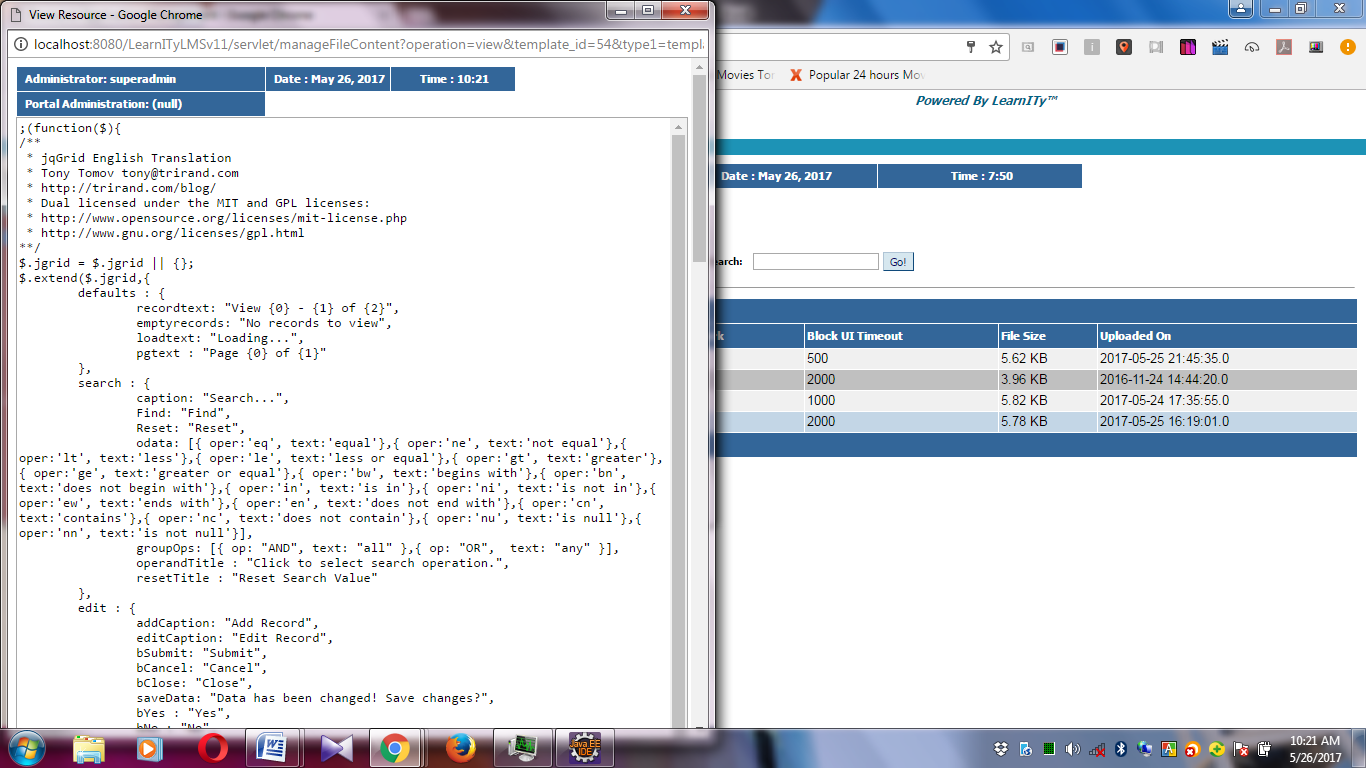 View Resource - Google Chrome
localhost:8080/LearnITyLMSv11/servlet/manageFileContent?operation=view&template_id=54&type1=templ
Administrator: superadmin
Date : May 26, 2017
Time : 10:21
Portal Administration: (null)
;(function($){
/**
 * jqGrid English Translation
 * Tony Tomov tony@trirand.com
 * http://trirand.com/blog/
 * Dual licensed under the MIT and GPL licenses:
 * http://www.opensource.org/licenses/mit-license.php
 * http://www.gnu.org/licenses/gpl.html
**/
$.jgrid = $.jgrid || {};
$.extend($.jgrid,{
        defaults : {
                recordtext: "View {0} - {1} of {2}",
                emptyrecords: "No records to view",
                loadtext: "Loading...",
                pgtext : "Page {0} of {1}"
        },
        search : {
                caption: "Search...",
                Find: "Find",
                Reset: "Reset",
                odata: [{ oper:'eq', text:'equal'},{ oper:'ne', text:'not equal'},{
oper:'lt', text:'less'},{ oper:'le', text:'less or equal'},{ oper:'gt', text:'greater'},
{ oper:'ge', text:'greater or equal'},{ oper:'bw', text:'begins with'},{ oper:'bn',
text:'does not begin with'},{ oper:'in', text:'is in'},{ oper:'ni', text:'is not in'},{
oper:'ew', text:'ends with'},{ oper:'en', text:'does not end with'},{ oper:'cn',
text:'contains'},{ oper:'nc', text:'does not contain'},{ oper:'nu', text:'is null'},{
oper:'nn', text:'is not null'}],
                groupOps: [{ op: "AND", text: "all" },{ op: "OR",  text: "any" }],
                operandTitle : "Click to select search operation.",
                resetTitle : "Reset Search Value"
        },
        edit : {
                addCaption: "Add Record",
                editCaption: "Edit Record",
                bSubmit: "Submit",
                bCancel: "Cancel",
                bClose: "Close",
                saveData: "Data has been changed! Save changes?",
                bYes : "Yes",
                bNo : "No"
Movies Tor
Popular 24 hours Mov
Powered By LearnITy™
Date : May 26, 2017
Time : 7:50
earch:
Go!
k
Block UI Timeout
File Size
Uploaded On
500
5.62 KB
2017-05-25 21:45:35.0
2000
3.96 KB
2016-11-24 14:44:20.0
1000
5.82 KB
2017-05-24 17:35:55.0
2000
5.78 KB
2017-05-25 16:19:01.0
Java EE
IDE
10:21 AM
5/26/2017